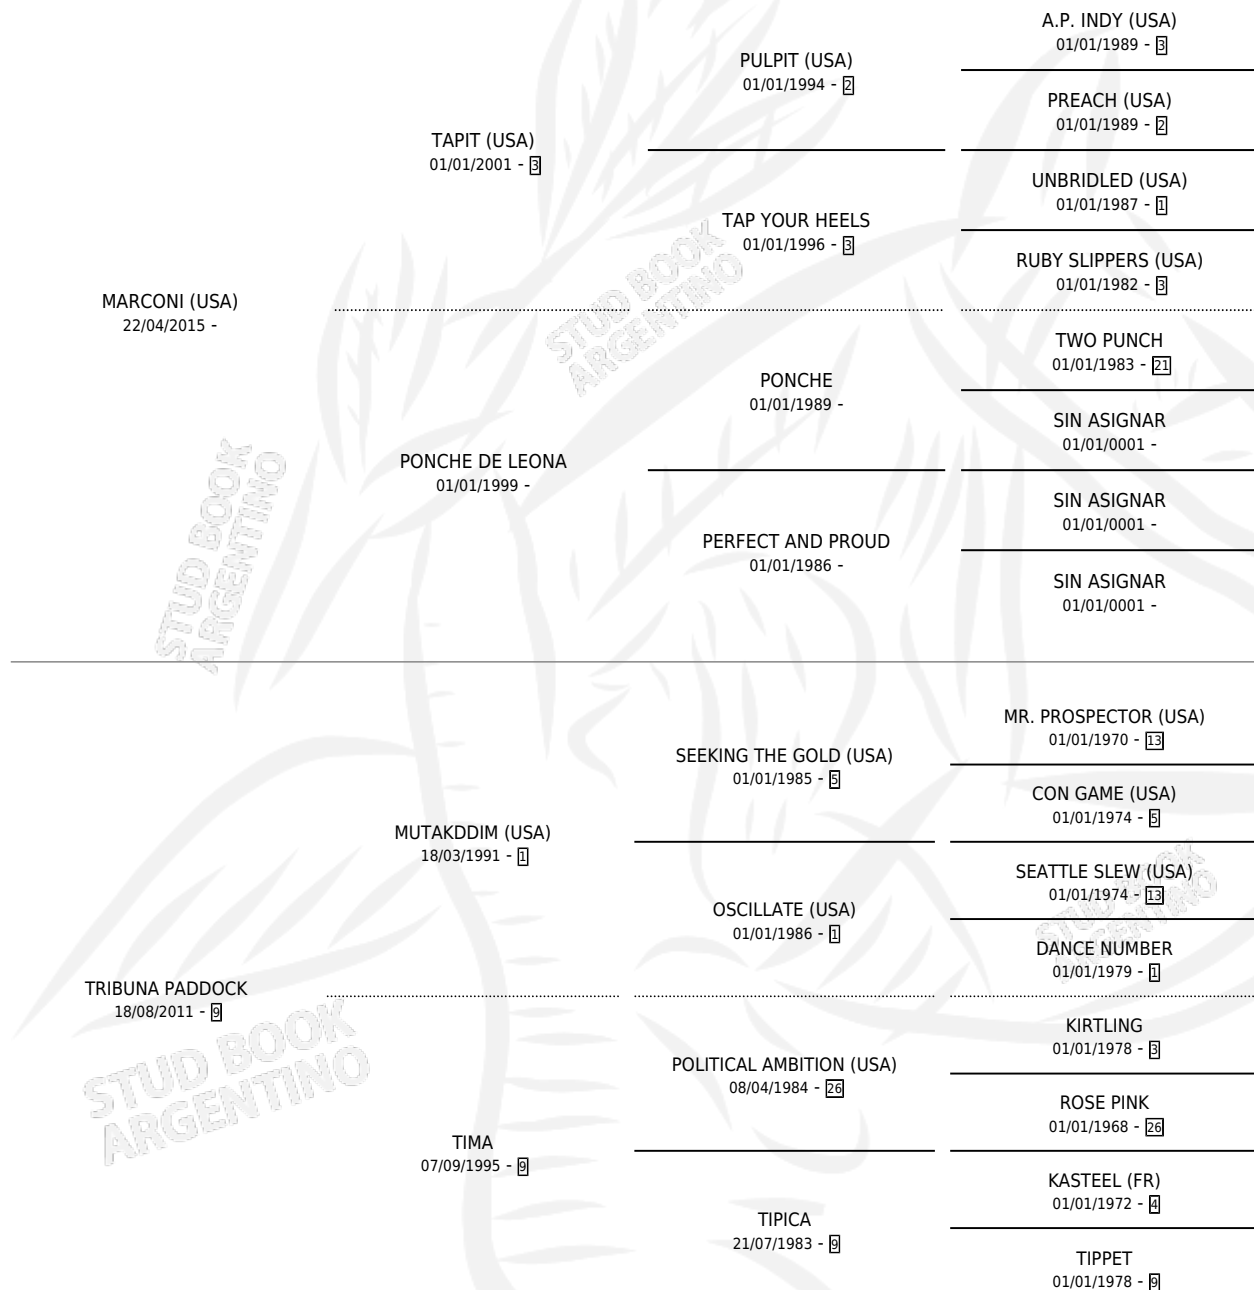 A.P. INDY (USA)
01/01/1989 - 3
PULPIT (USA)
01/01/1994 - 2
PREACH (USA)
01/01/1989 - 2
TAPIT (USA)
01/01/2001 - 3
UNBRIDLED (USA)
01/01/1987 - 1
TAP YOUR HEELS
01/01/1996 - 3
RUBY SLIPPERS (USA)
01/01/1982 - 3
MARCONI (USA)
22/04/2015 -
TWO PUNCH
01/01/1983 - 21
PONCHE
01/01/1989 -
SIN ASIGNAR
01/01/0001 -
PONCHE DE LEONA
01/01/1999 -
SIN ASIGNAR
01/01/0001 -
PERFECT AND PROUD
01/01/1986 -
SIN ASIGNAR
01/01/0001 -
MR. PROSPECTOR (USA)
01/01/1970 - 13
SEEKING THE GOLD (USA)
01/01/1985 - 5
CON GAME (USA)
01/01/1974 - 5
MUTAKDDIM (USA)
18/03/1991 - 1
SEATTLE SLEW (USA)
01/01/1974 - 13
OSCILLATE (USA)
01/01/1986 - 1
DANCE NUMBER
01/01/1979 - 1
TRIBUNA PADDOCK
18/08/2011 - 9
KIRTLING
01/01/1978 - 3
POLITICAL AMBITION (USA)
08/04/1984 - 26
ROSE PINK
01/01/1968 - 26
TIMA
07/09/1995 - 9
KASTEEL (FR)
01/01/1972 - 4
TIPICA
21/07/1983 - 9
TIPPET
01/01/1978 - 9
STUD BOOK
ARGENTINO
STUD BOOK
ARGENTINO
STUD BOOK
ARGENTINO
STUD BOOK
ARGENTINO